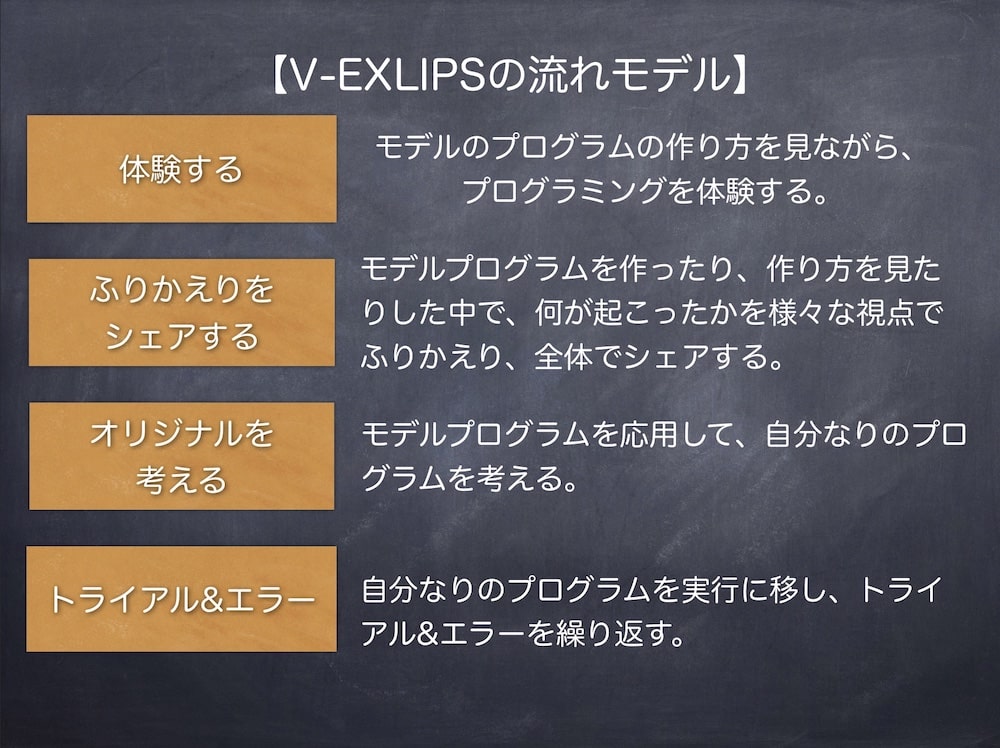 【V-EXLIPSの流れモデル】
体験する
モデルのプログラムの作り方を見ながら、
プログラミングを体験する。
ふりかえりを
シェアする
モデルプログラムを作ったり、作り方を見た
りした中で、何が起こったかを様々な視点で
ふりかえり、全体でシェアする。
オリジナルを
考える
モデルプログラムを応用して、自分なりのプロ
グラムを考える。
トライアル&エラー
自分なりのプログラムを実行に移し、トライ
アル&エラーを繰り返す。